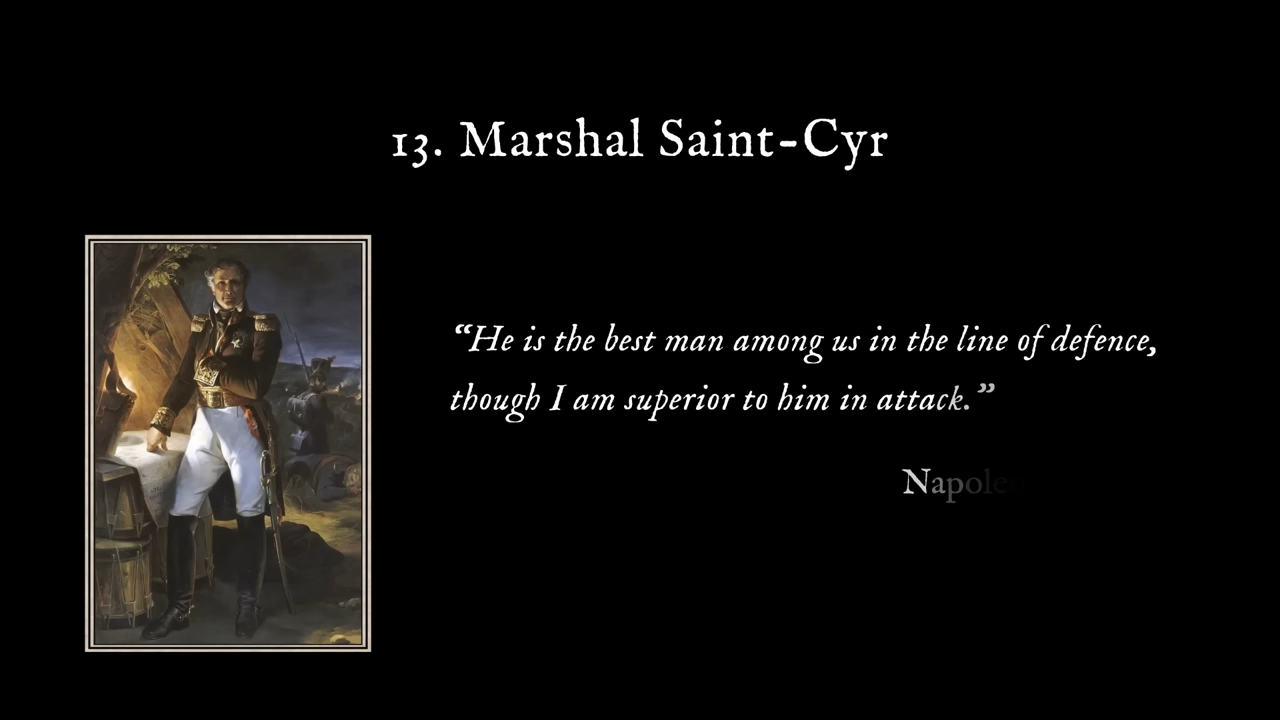 13. Marshal Saint-Cyr
“He is the best man among us in the line of defence,
though I am superior to him in attack.”
Napoleo